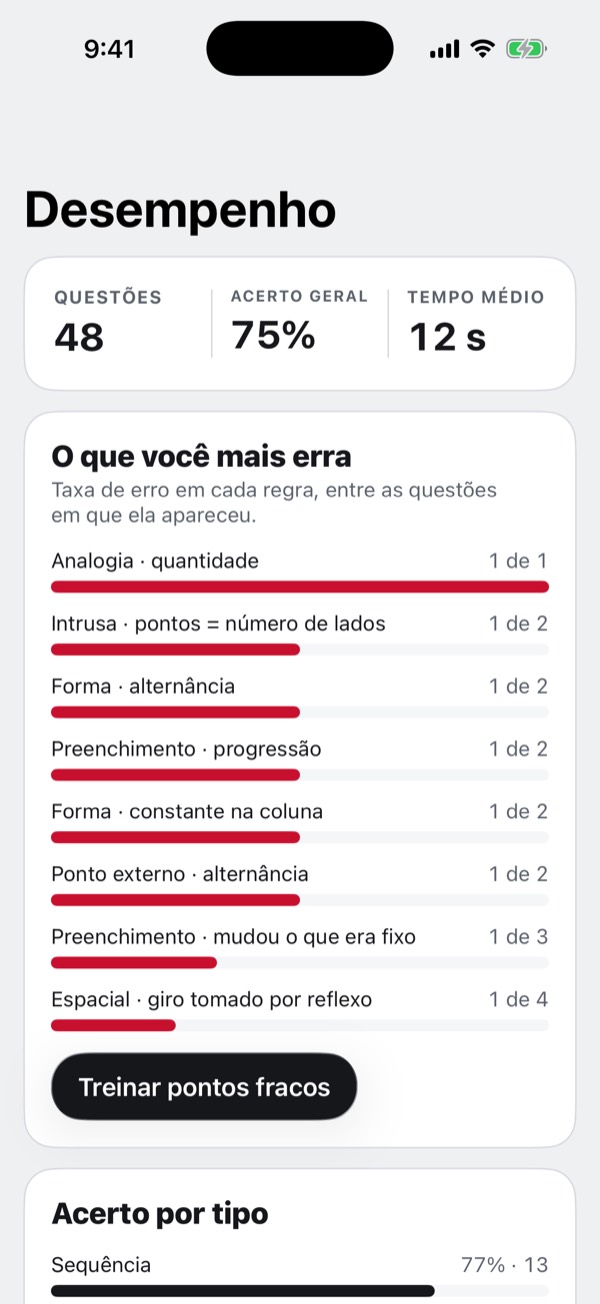 9:41
Desempenho
QUESTÕES
48
ACERTO GERAL
75%
TEMPO MÉDIO
12 s
O que você mais erra
Taxa de erro em cada regra, entre as questões
em que ela apareceu.
Analogia · quantidade 1 de 1
Intrusa · pontos = número de lados 1 de 2
Forma · alternância 1 de 2
Preenchimento · progressão 1 de 2
Forma · constante na coluna 1 de 2
Ponto externo · alternância 1 de 2
Preenchimento · mudou o que era fixo 1 de 3
Espacial · giro tomado por reflexo 1 de 4
Treinar pontos fracos
Acerto por tipo
Sequência 77% · 13